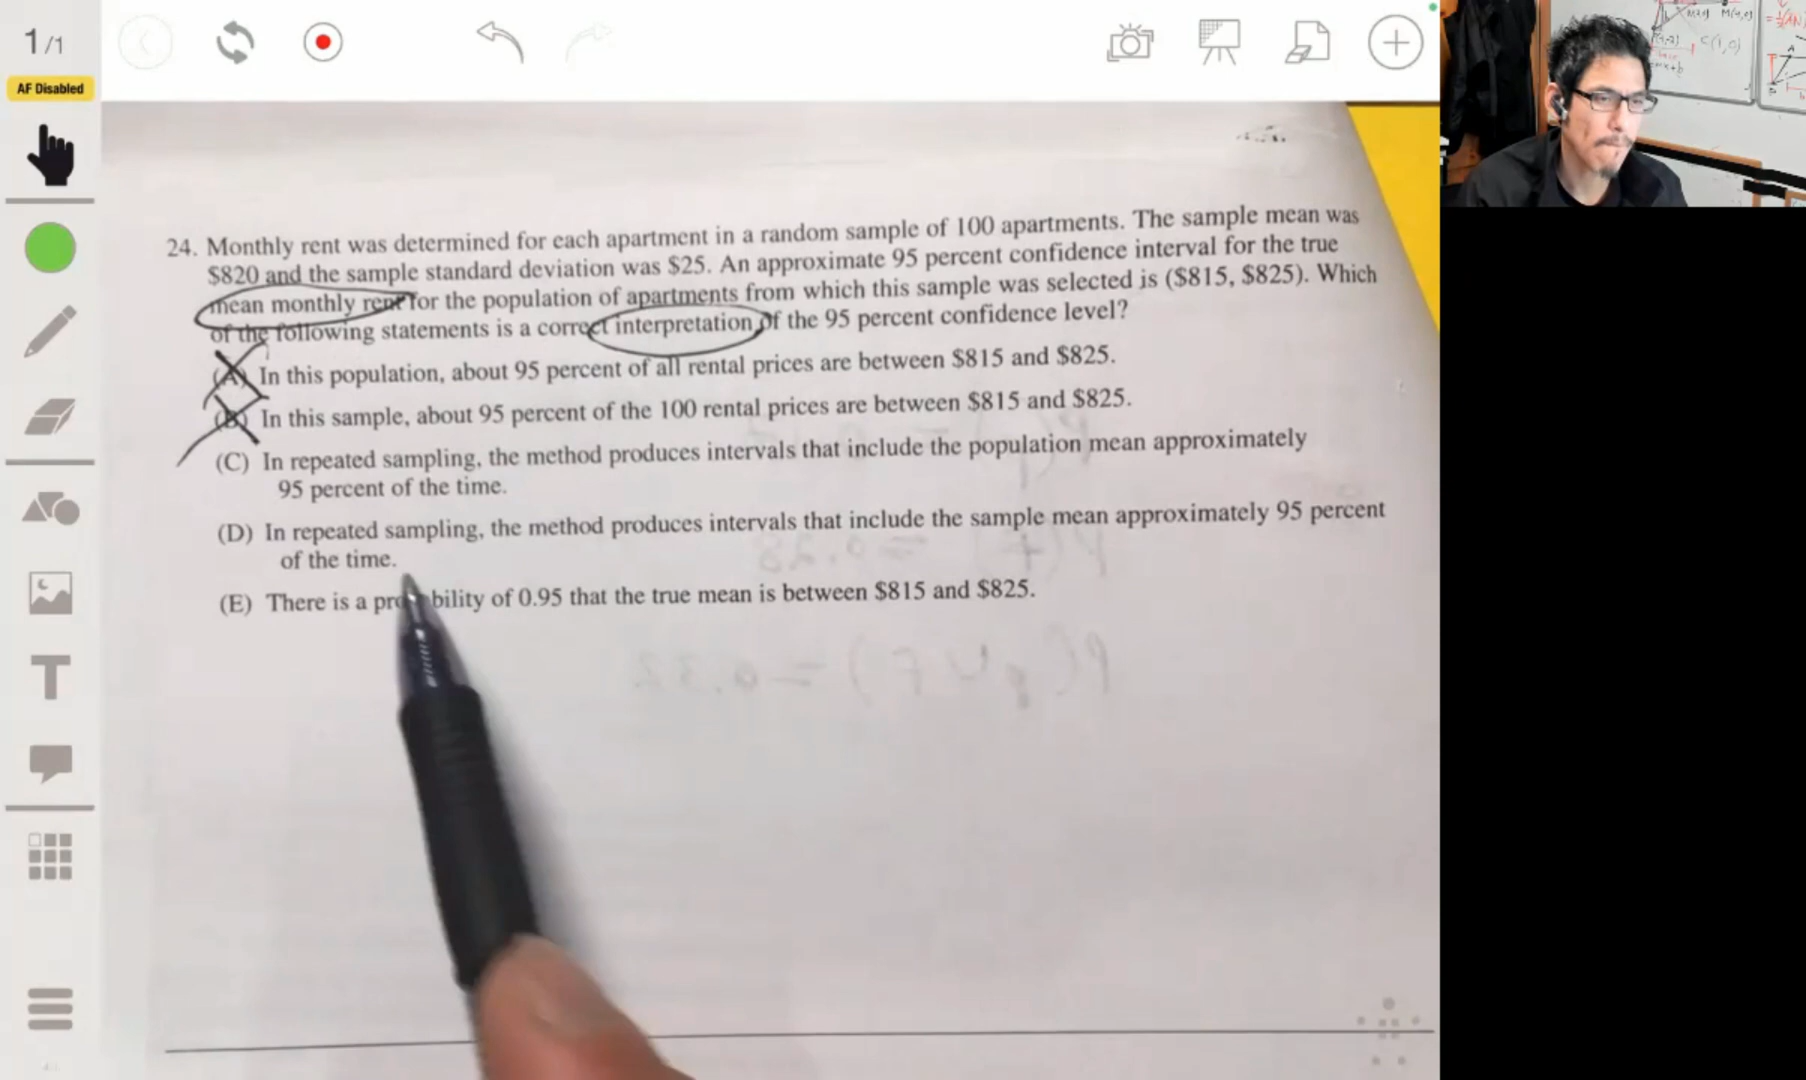 1/1
AF Disabled
24. Monthly rent was determined for each apartment in a random sample of 100 apartments. The sample mean was
$820 and the sample standard deviation was $25. An approximate 95 percent confidence interval for the true
mean monthly rent for the population of apartments from which this sample was selected is ($815, $825). Which
of the following statements is a correct interpretation of the 95 percent confidence level?
(A) In this population, about 95 percent of all rental prices are between $815 and $825.
(B) In this sample, about 95 percent of the 100 rental prices are between $815 and $825.
(C) In repeated sampling, the method produces intervals that include the population mean approximately
95 percent of the time.
(D) In repeated sampling, the method produces intervals that include the sample mean approximately 95 percent
of the time.
(E) There is a probability of 0.95 that the true mean is between $815 and $825.
T
C(1,0)